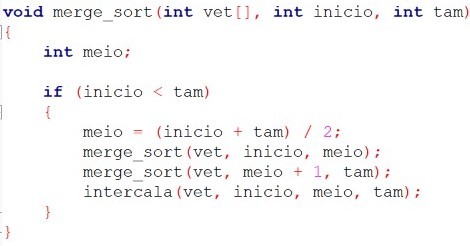 void merge_sort(int vet[], int inicio, int tam)
{
    int meio;

    if (inicio < tam)
    {
        meio = (inicio + tam) / 2;
        merge_sort(vet, inicio, meio);
        merge_sort(vet, meio + 1, tam);
        intercala(vet, inicio, meio, tam);
    }
}